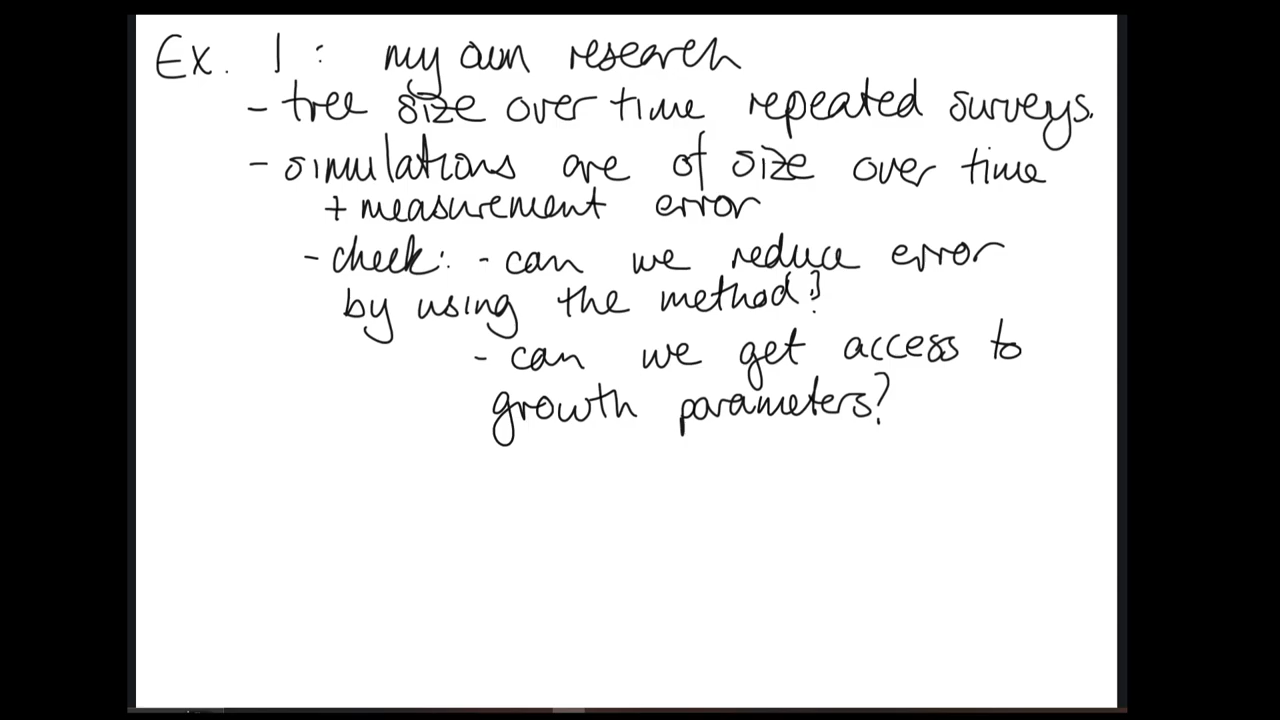 Ex. 1: my own research
- tree size over time repeated surveys.
- simulations are of size over time
+ measurement error
- check: - can we reduce error
by using the method?
- can we get access to
growth parameters?